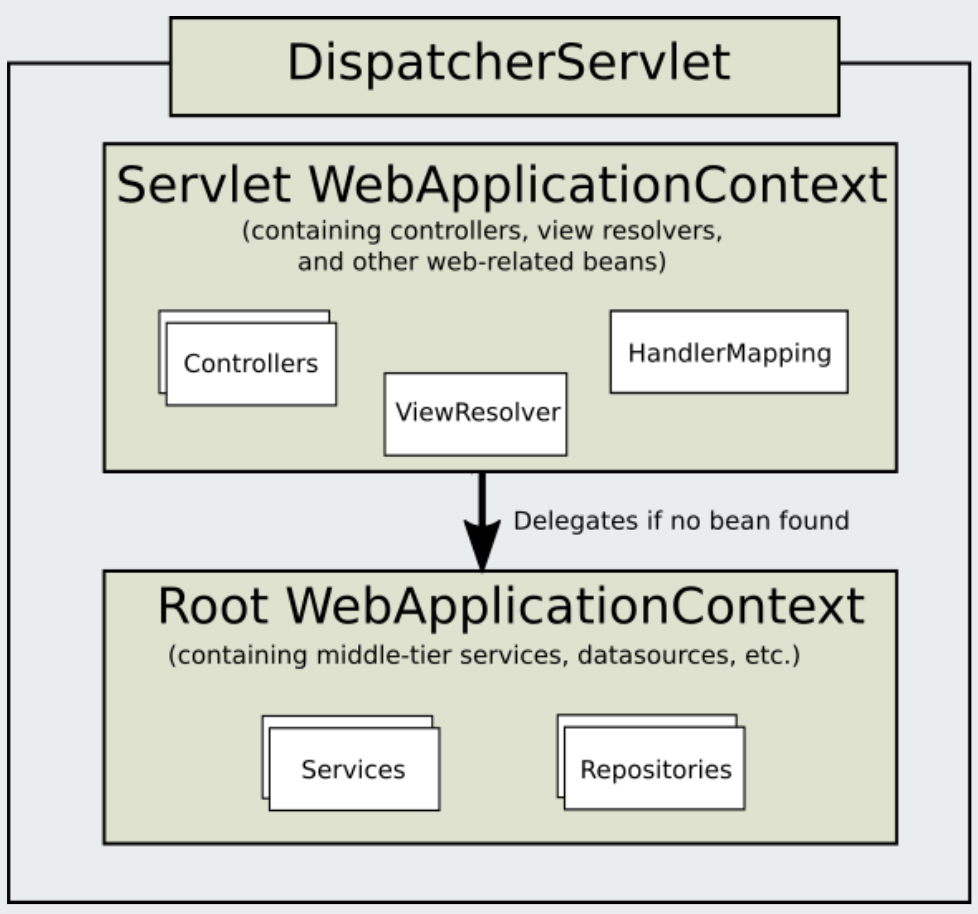 DispatcherServlet
Servlet WebApplicationContext
(containing controllers, view resolvers,
and other web-related beans)
Controllers
HandlerMapping
ViewResolver
Delegates if no bean found
Root WebApplicationContext
(containing middle-tier services, datasources, etc.)
Services
Repositories